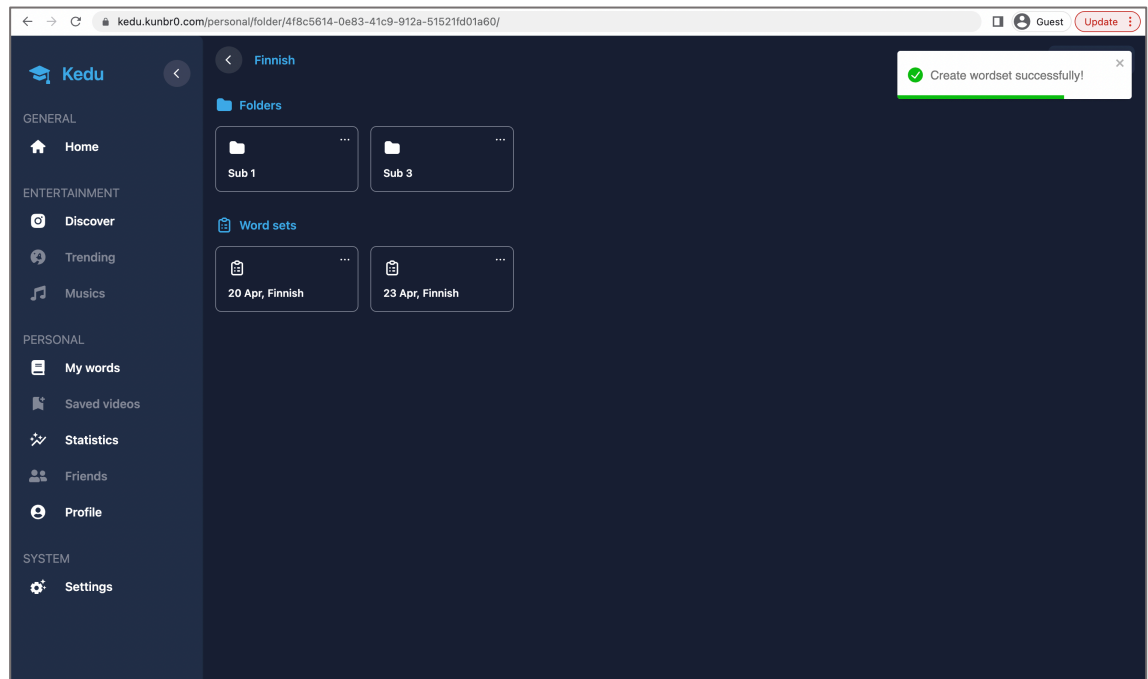 kedu.kunbr0.com/personal/folder/4f8c5614-0e83-41c9-912a-51521fd01a60/
Guest
Update
Kedu
GENERAL
Home
ENTERTAINMENT
Discover
Trending
Musics
PERSONAL
My words
Saved videos
Statistics
Friends
Profile
SYSTEM
Settings
Finnish
Folders
Sub 1
Sub 3
Word sets
20 Apr, Finnish
23 Apr, Finnish
Create wordset successfully!